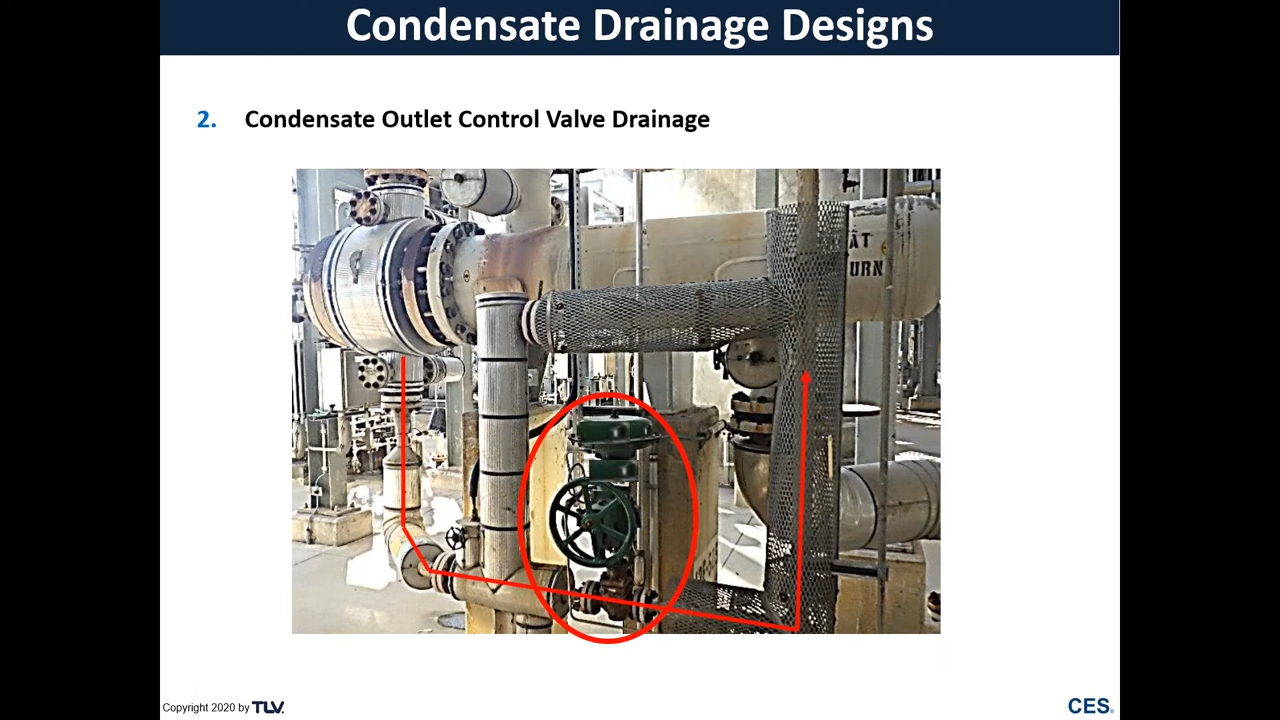 Condensate Drainage Designs
2. Condensate Outlet Control Valve Drainage
Copyright 2020 by TLV.
CES